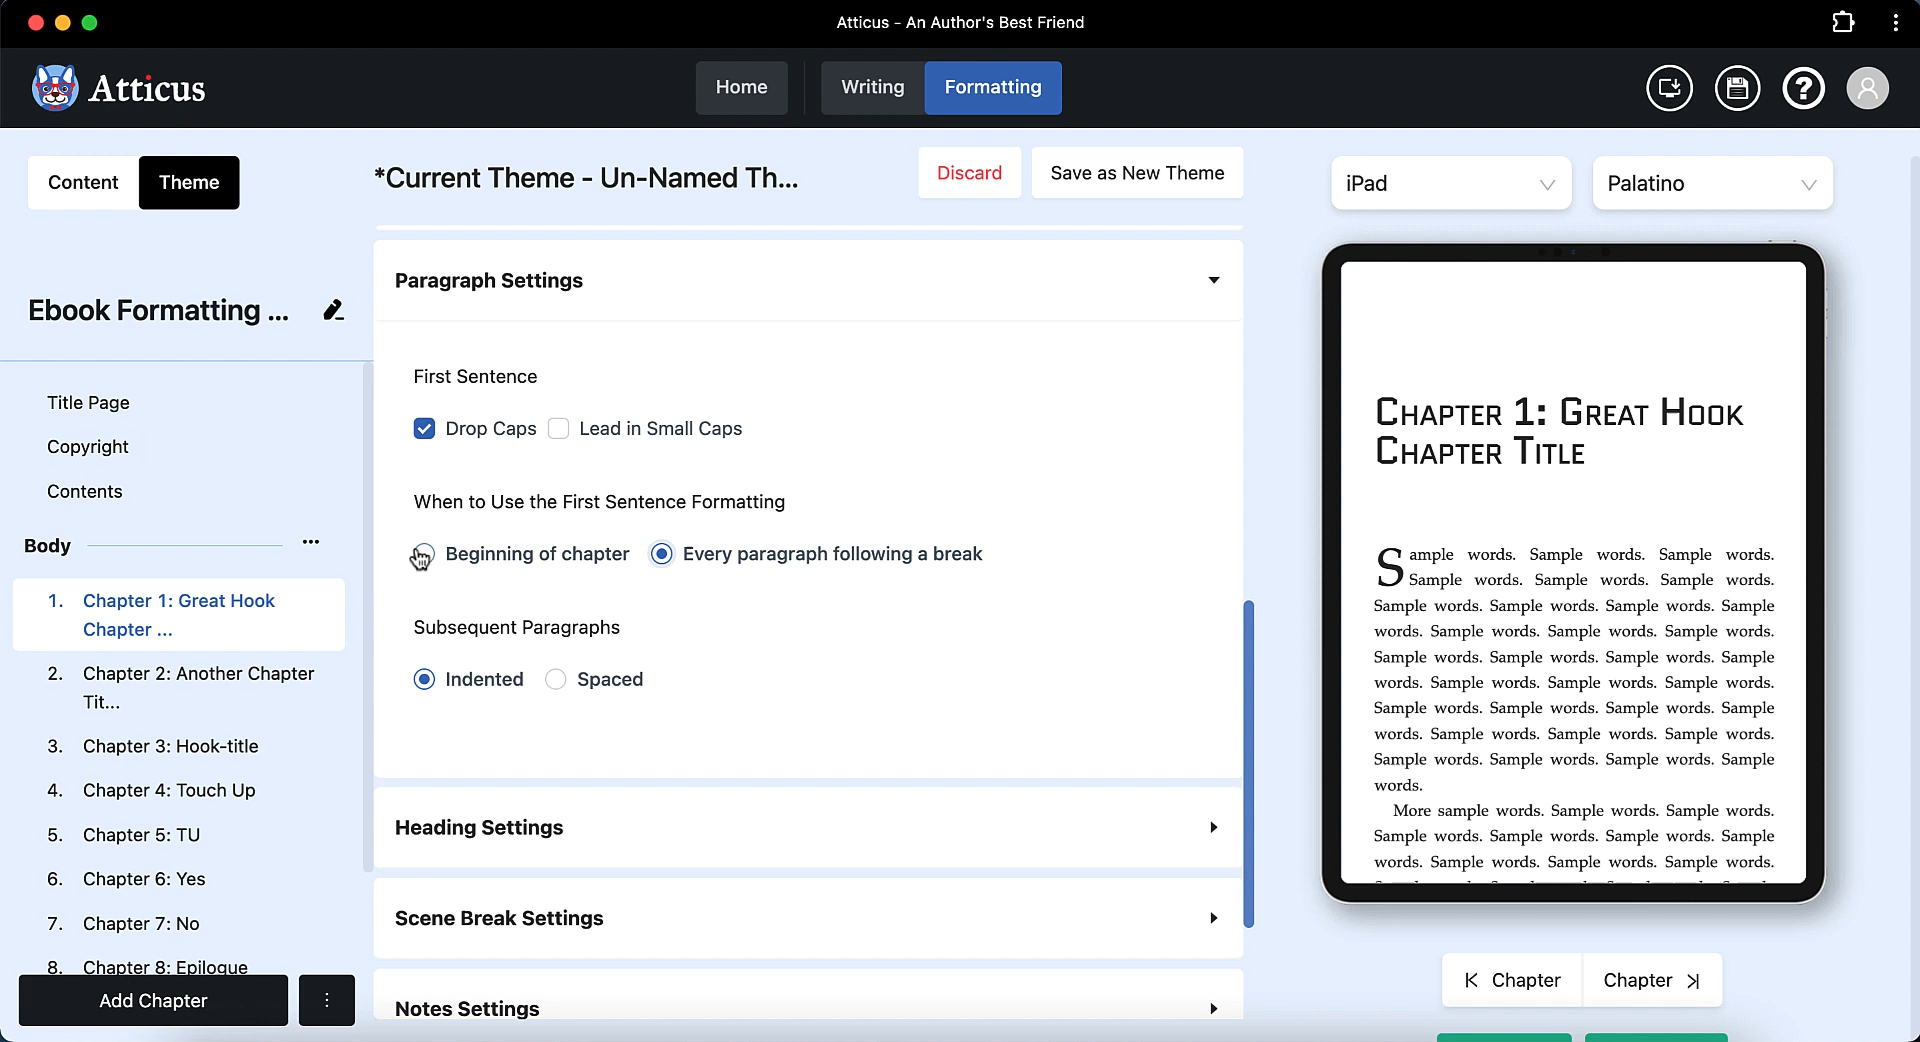 Atticus - An Author's Best Friend
Atticus
Home
Writing
Formatting
Content
Theme
*Current Theme - Un-Named Th...
Discard
Save as New Theme
iPad
Palatino
Ebook Formatting ...
Title Page
Copyright
Contents
Body
1. Chapter 1: Great Hook
Chapter ...
2. Chapter 2: Another Chapter
Tit...
3. Chapter 3: Hook-title
4. Chapter 4: Touch Up
5. Chapter 5: TU
6. Chapter 6: Yes
7. Chapter 7: No
8. Chapter 8: Epilogue
Add Chapter
Paragraph Settings
First Sentence
Drop Caps
Lead in Small Caps
When to Use the First Sentence Formatting
Beginning of chapter
Every paragraph following a break
Subsequent Paragraphs
Indented
Spaced
Heading Settings
Scene Break Settings
Notes Settings
Chapter 1: Great Hook
Chapter Title
Sample words. Sample words. Sample words.
Sample words. Sample words. Sample words.
Sample words. Sample words. Sample words. Sample
words. Sample words. Sample words. Sample words.
Sample words. Sample words. Sample words. Sample
words. Sample words. Sample words. Sample words.
Sample words. Sample words. Sample words. Sample
words. Sample words. Sample words. Sample words.
Sample words. Sample words. Sample words. Sample
words.
More sample words. Sample words. Sample words.
Sample words. Sample words. Sample words. Sample
words. Sample words. Sample words. Sample words.
Chapter
Chapter